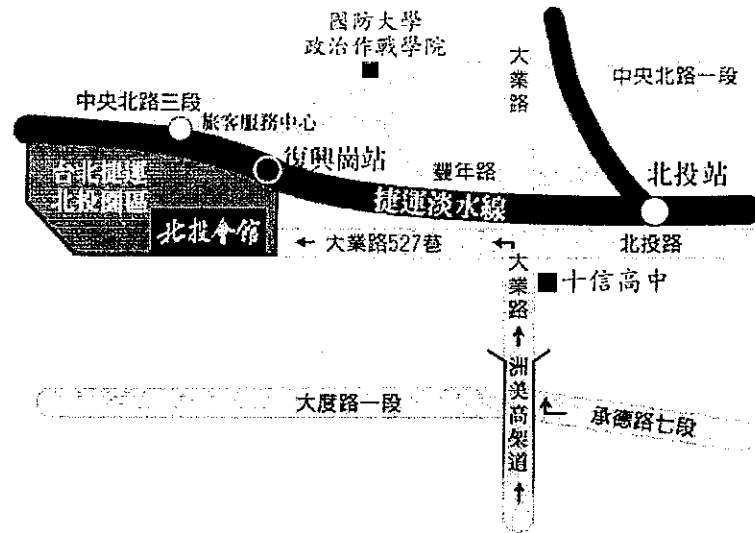 國防大學
政治作戰學院
大業路
中央北路一段
中央北路三段
旅客服務中心
復興崗站
豐年路
北投站
台北捷運
北投園區
捷運淡水線
北投會館
大業路527巷
北投路
大業路
十信高中
洲美高架道
大度路一段
承德路七段